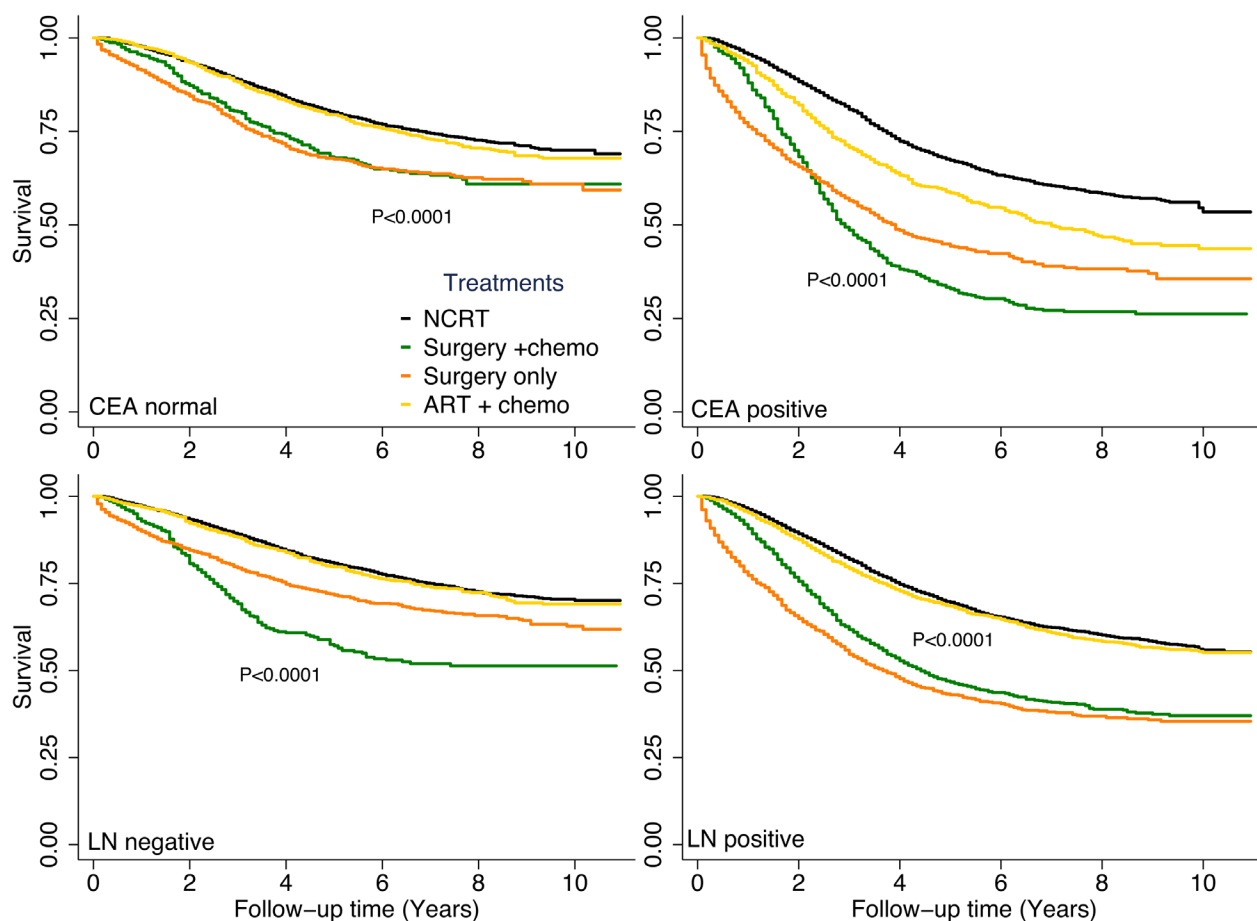 1.00
0.75
0.50
0.25
0.00
Survival
P<0.0001
Treatments
NCRT
Surgery +chemo
Surgery only
ART + chemo
CEA normal
0 2 4 6 8 10
1.00
0.75
0.50
0.25
0.00
P<0.0001
CEA positive
0 2 4 6 8 10
1.00
0.75
0.50
0.25
0.00
Survival
P<0.0001
LN negative
0 2 4 6 8 10
Follow−up time (Years)
1.00
0.75
0.50
0.25
0.00
P<0.0001
LN positive
0 2 4 6 8 10
Follow−up time (Years)